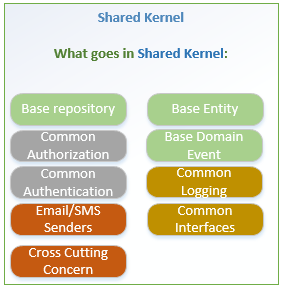 Shared Kernel
What goes in Shared Kernel:
Base repository
Base Entity
Common
Authorization
Base Domain
Event
Common
Authentication
Common
Logging
Email/SMS
Senders
Common
Interfaces
Cross Cutting
Concern